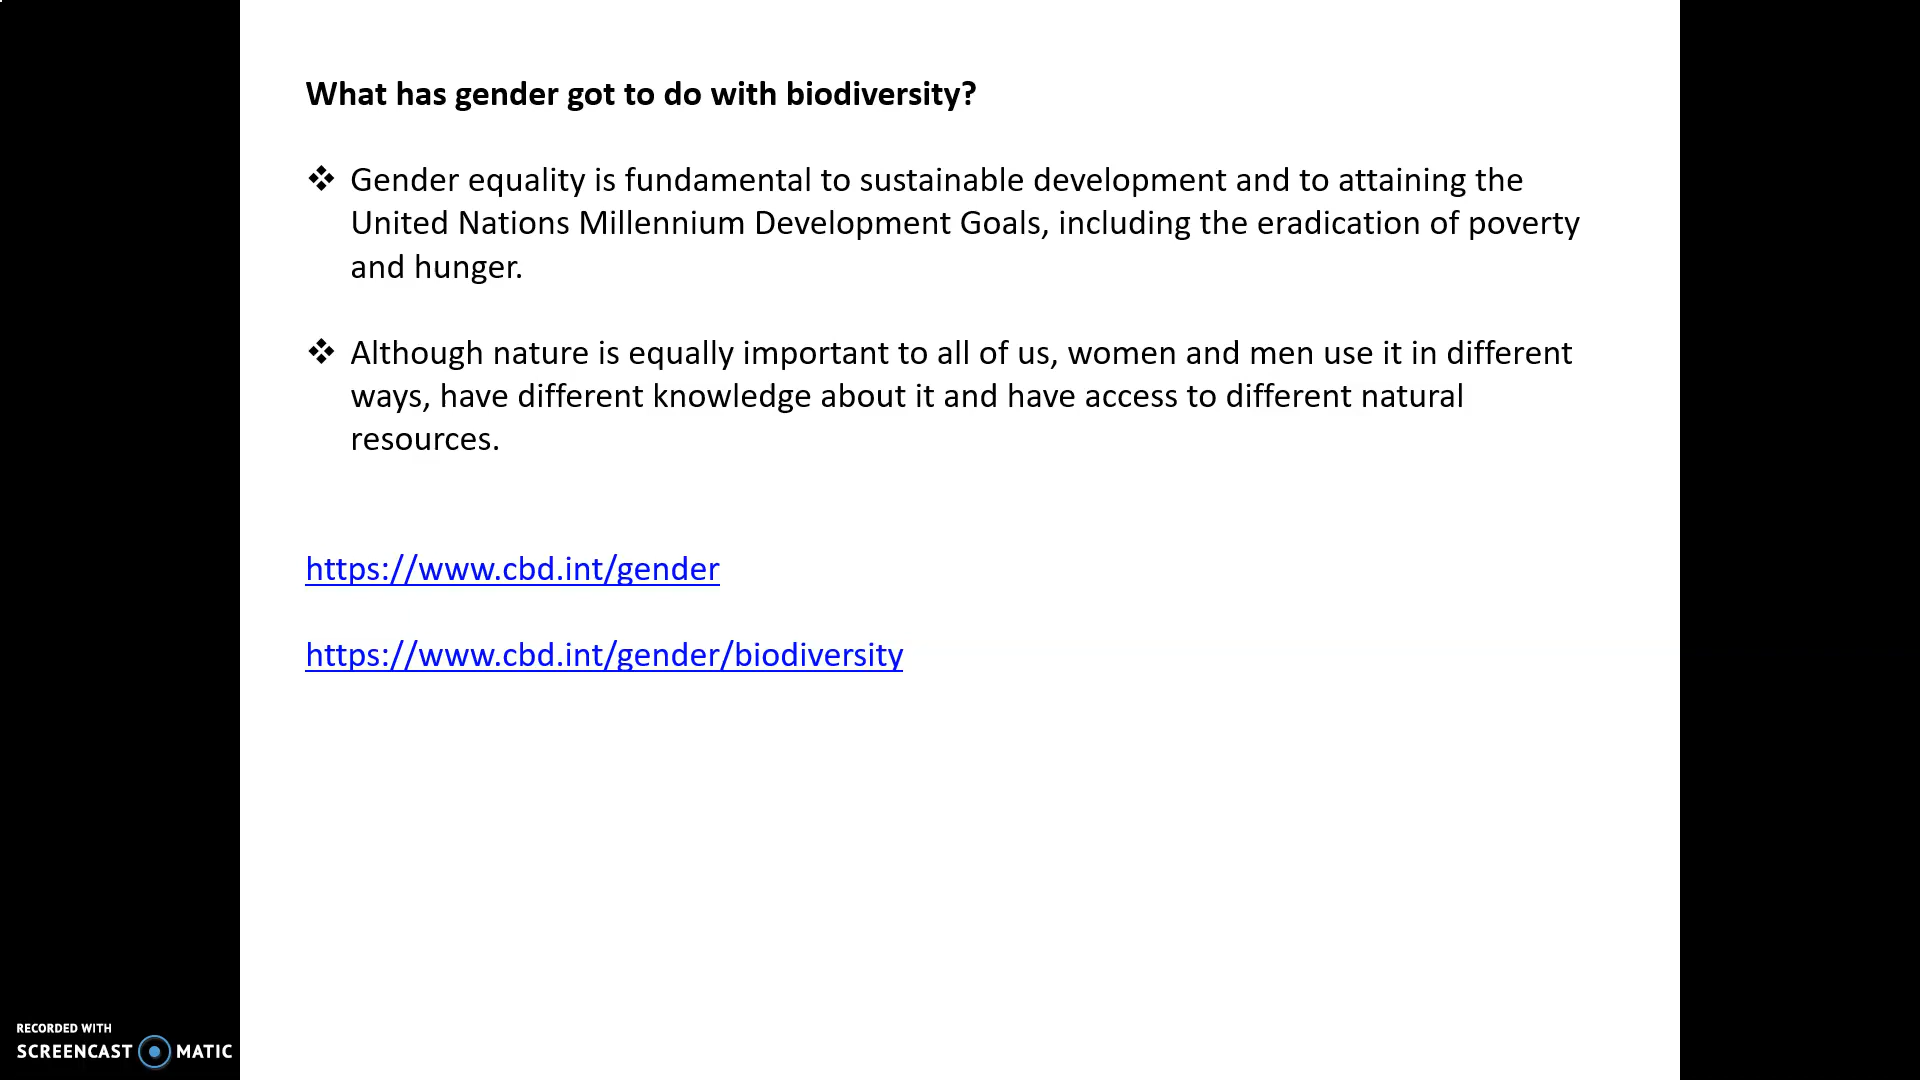 What has gender got to do with biodiversity?
❖ Gender equality is fundamental to sustainable development and to attaining the
United Nations Millennium Development Goals, including the eradication of poverty
and hunger.
❖ Although nature is equally important to all of us, women and men use it in different
ways, have different knowledge about it and have access to different natural
resources.
https://www.cbd.int/gender
https://www.cbd.int/gender/biodiversity
RECORDED WITH
SCREENCAST MATIC